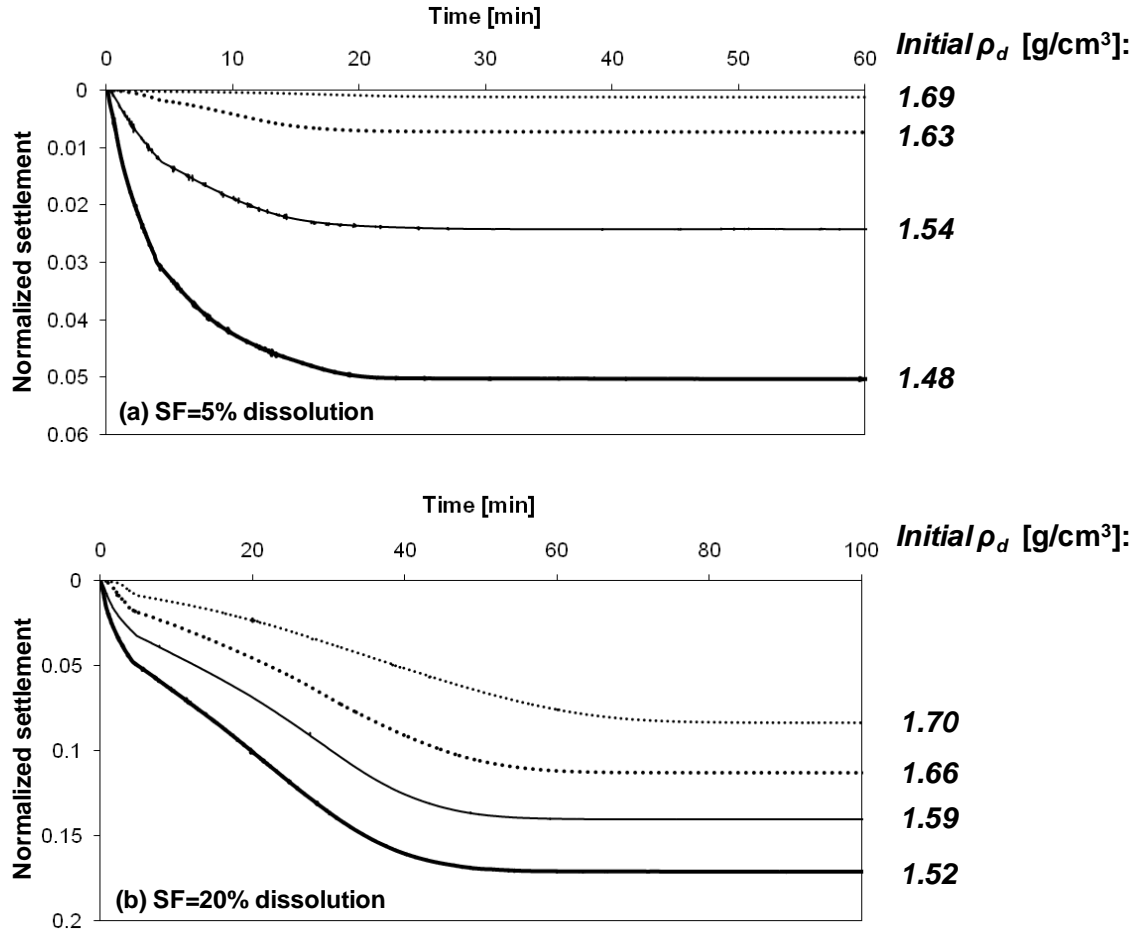 Time [min]
Initial ρd [g/cm³]:
0 10 20 30 40 50 60
0
0.01
0.02
0.03
0.04
0.05
0.06
Normalized settlement
1.69
1.63
1.54
1.48
(a) SF=5% dissolution
Time [min]
Initial ρd [g/cm³]:
0 20 40 60 80 100
0
0.05
0.1
0.15
0.2
Normalized settlement
1.70
1.66
1.59
1.52
(b) SF=20% dissolution